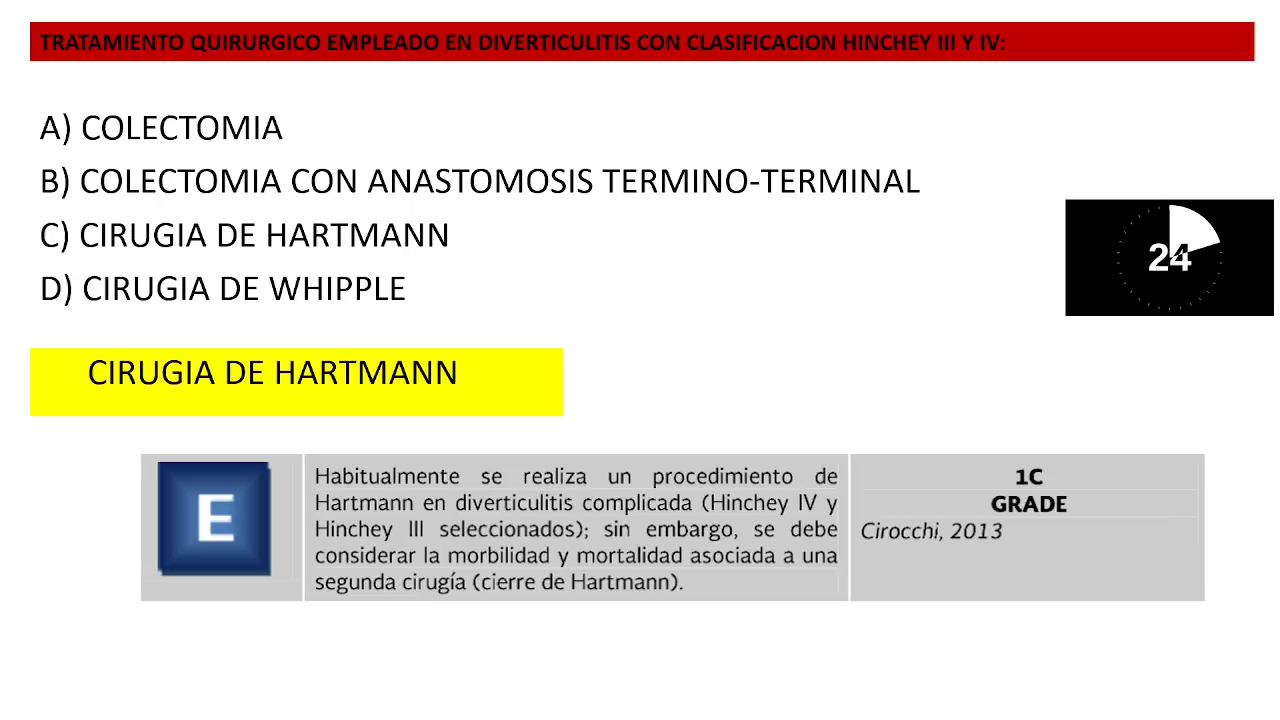 TRATAMIENTO QUIRURGICO EMPLEADO EN DIVERTICULITIS CON CLASIFICACION HINCHEY III Y IV:
A) COLECTOMIA
B) COLECTOMIA CON ANASTOMOSIS TERMINO-TERMINAL
C) CIRUGIA DE HARTMANN
D) CIRUGIA DE WHIPPLE
24
CIRUGIA DE HARTMANN
E
Habitualmente se realiza un procedimiento de
Hartmann en diverticulitis complicada (Hinchey IV y
Hinchey III seleccionados); sin embargo, se debe
considerar la morbilidad y mortalidad asociada a una
segunda cirugía (cierre de Hartmann).
1C
GRADE
Cirocchi, 2013